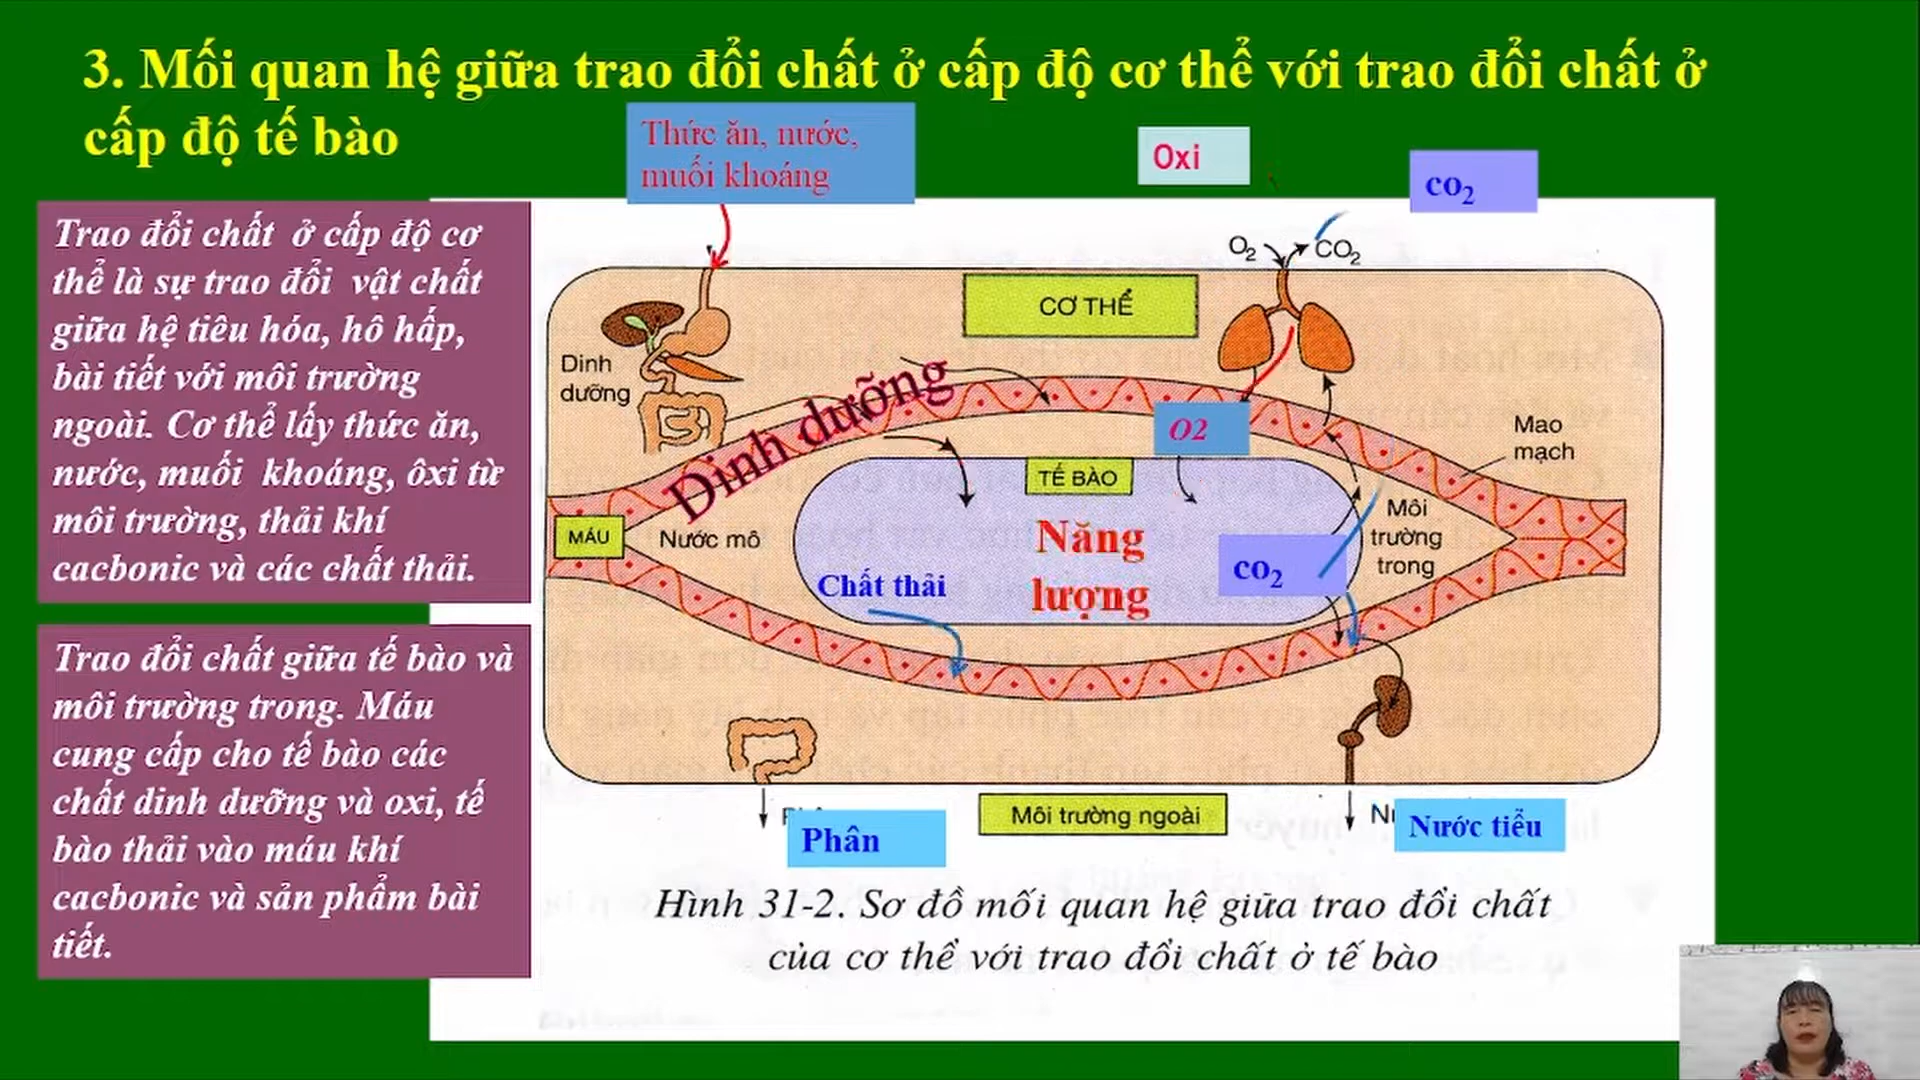 3. Mối quan hệ giữa trao đổi chất ở cấp độ cơ thể với trao đổi chất ở
cấp độ tế bào
Thức ăn, nước,
muối khoáng
Oxi
co₂
Trao đổi chất ở cấp độ cơ
thể là sự trao đổi vật chất
giữa hệ tiêu hóa, hô hấp,
bài tiết với môi trường
ngoài. Cơ thể lấy thức ăn,
nước, muối khoáng, ôxi từ
môi trường, thải khí
cacbonic và các chất thải.
Trao đổi chất giữa tế bào và
môi trường trong. Máu
cung cấp cho tế bào các
chất dinh dưỡng và oxi, tế
bào thải vào máu khí
cacbonic và sản phẩm bài
tiết.
O₂
CO₂
CƠ THỂ
Dinh
dưỡng
Dinh dưỡng
O2
Mao
mạch
TẾ BÀO
MÁU
Nước mô
Năng
lượng
Chất thải
co₂
Môi
trường
trong
Phân
Môi trường ngoài
Nước tiểu
Hình 31-2. Sơ đồ mối quan hệ giữa trao đổi chất
của cơ thể với trao đổi chất ở tế bào